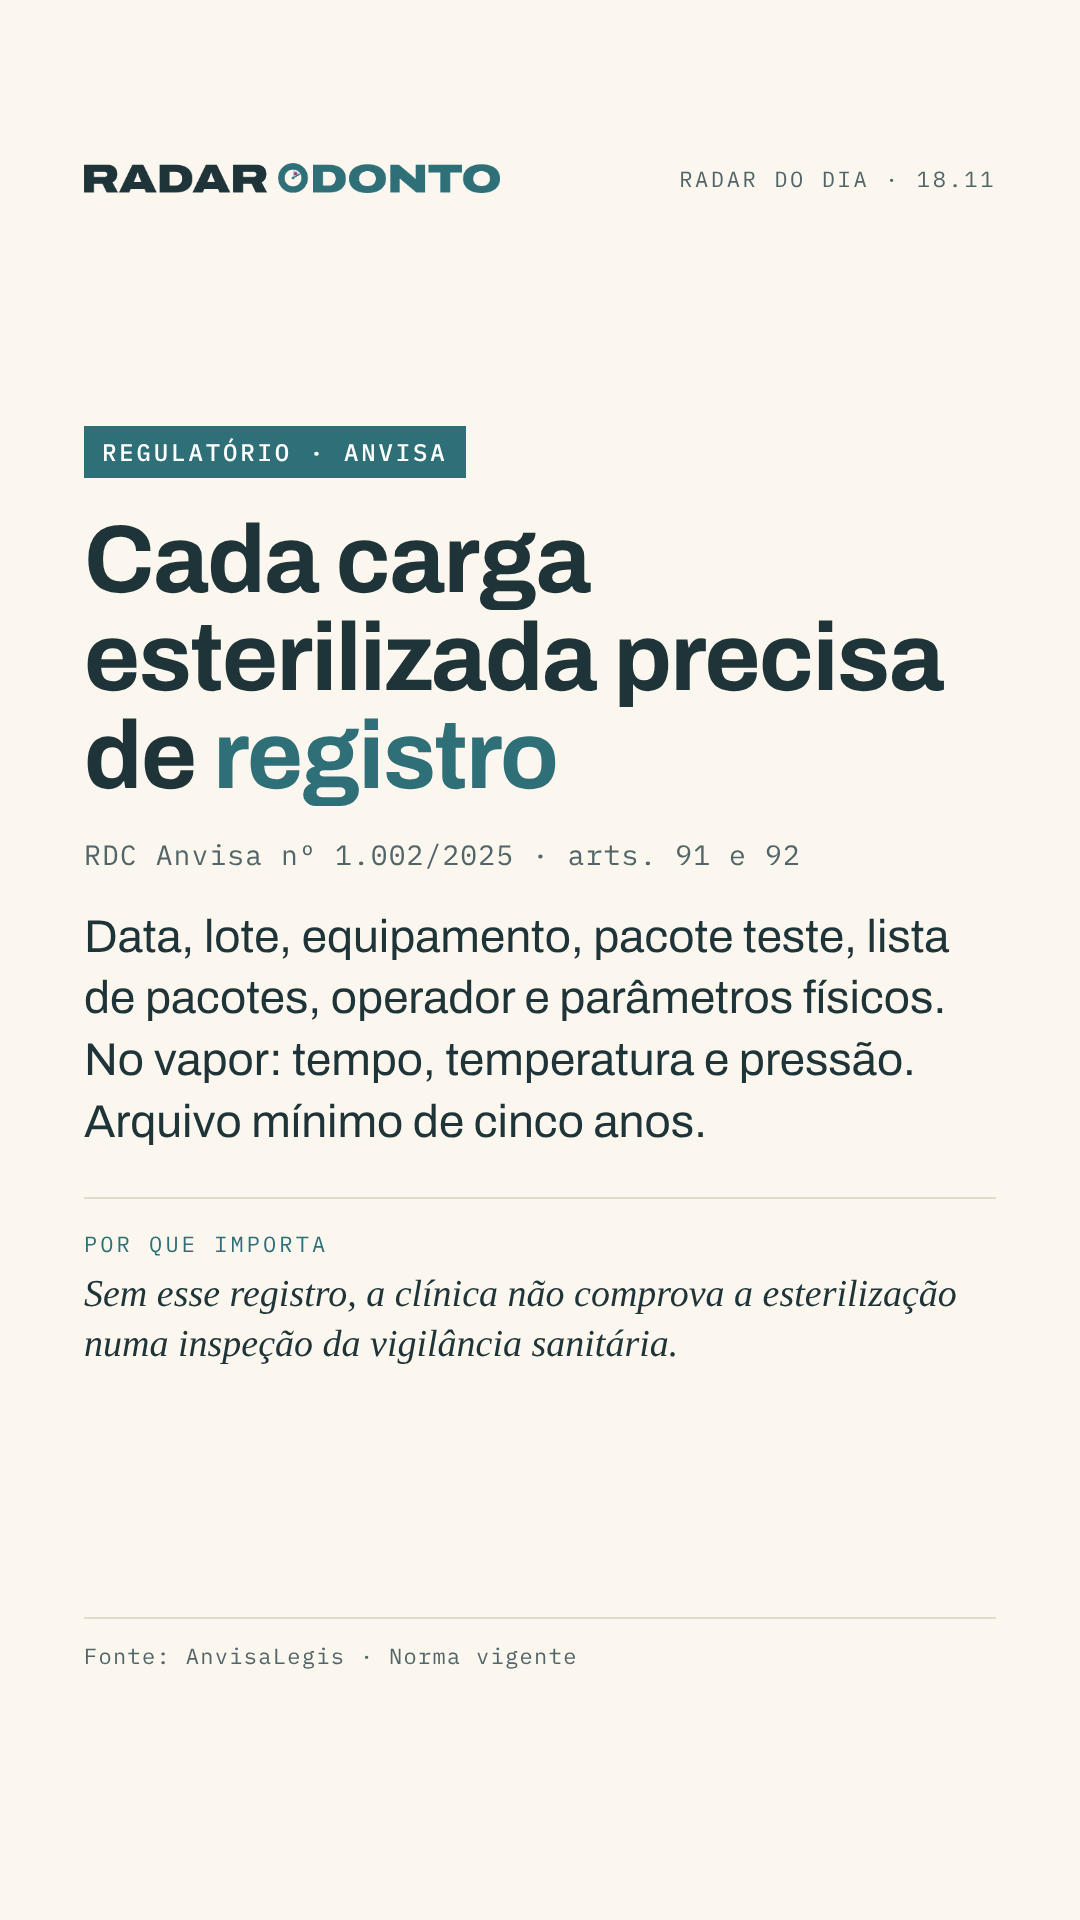 RADAR ODONTO
RADAR DO DIA · 18.11
REGULATÓRIO · ANVISA
Cada carga
esterilizada precisa
de registro
RDC Anvisa nº 1.002/2025 · arts. 91 e 92
Data, lote, equipamento, pacote teste, lista
de pacotes, operador e parâmetros físicos.
No vapor: tempo, temperatura e pressão.
Arquivo mínimo de cinco anos.
POR QUE IMPORTA
Sem esse registro, a clínica não comprova a esterilização
numa inspeção da vigilância sanitária.
Fonte: AnvisaLegis · Norma vigente